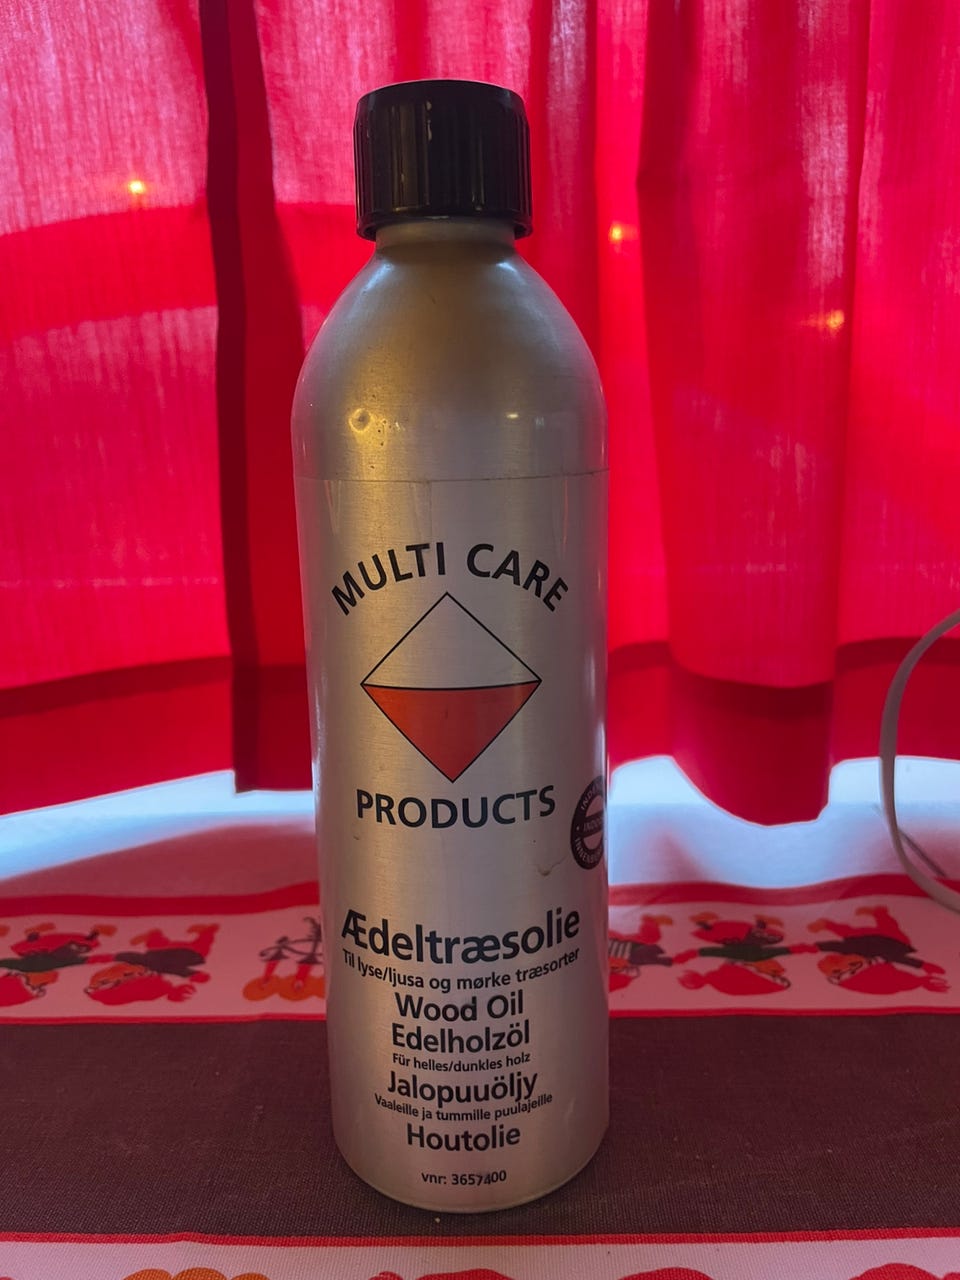 MULTI CARE
PRODUCTS
INDOOR
Ædeltræsolie
Til lyse/ljusa og mørke træsorter
Wood Oil
Edelholzöl
Für helles/dunkles holz
Jalopuuöljy
Vaaleille ja tummille puulajeille
Houtolie
vnr: 3657400